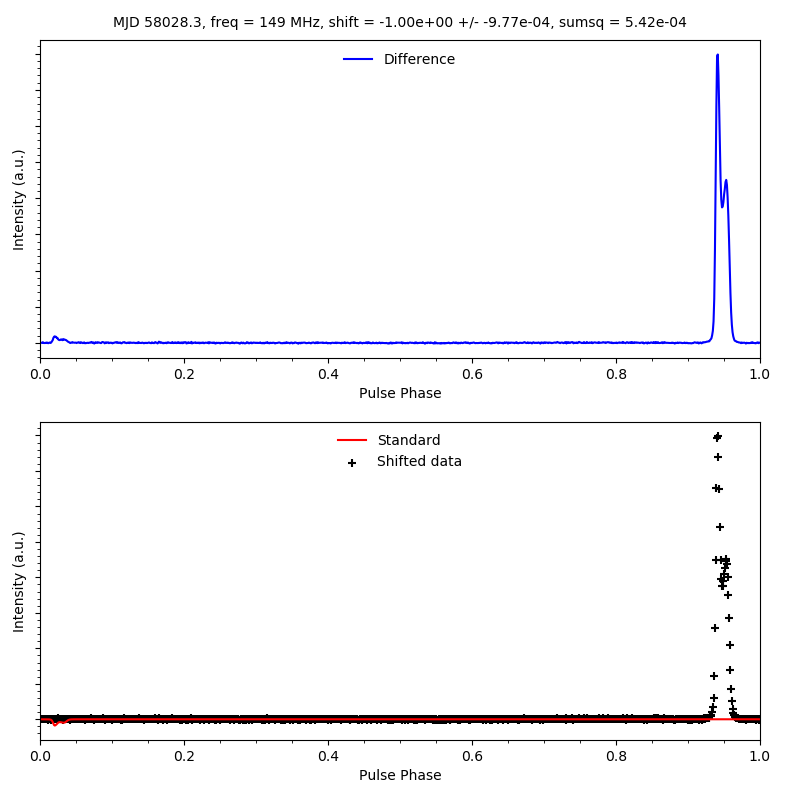 MJD 58028.3, freq = 149 MHz, shift = -1.00e+00 +/- -9.77e-04, sumsq = 5.42e-04
Difference
Intensity (a.u.)
0.0 0.2 0.4 0.6 0.8 1.0
Pulse Phase
Standard
Shifted data
Intensity (a.u.)
0.0 0.2 0.4 0.6 0.8 1.0
Pulse Phase